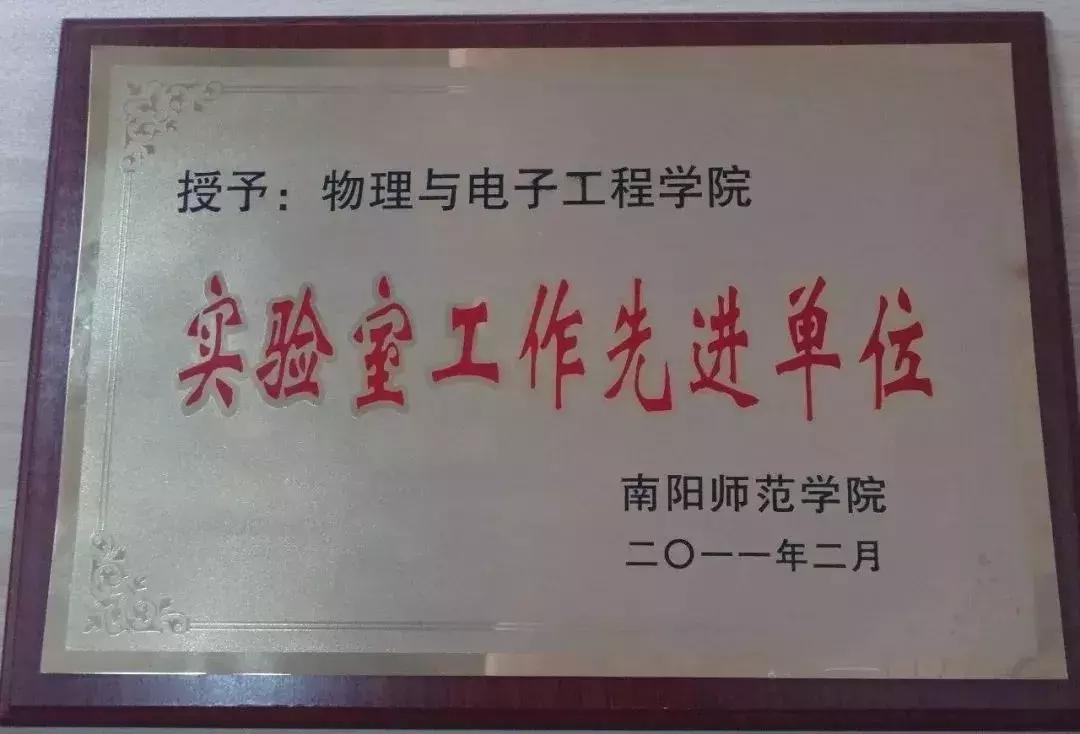 授予：物理与电子工程学院
实验室工作先进单位
南阳师范学院
二〇一一年二月